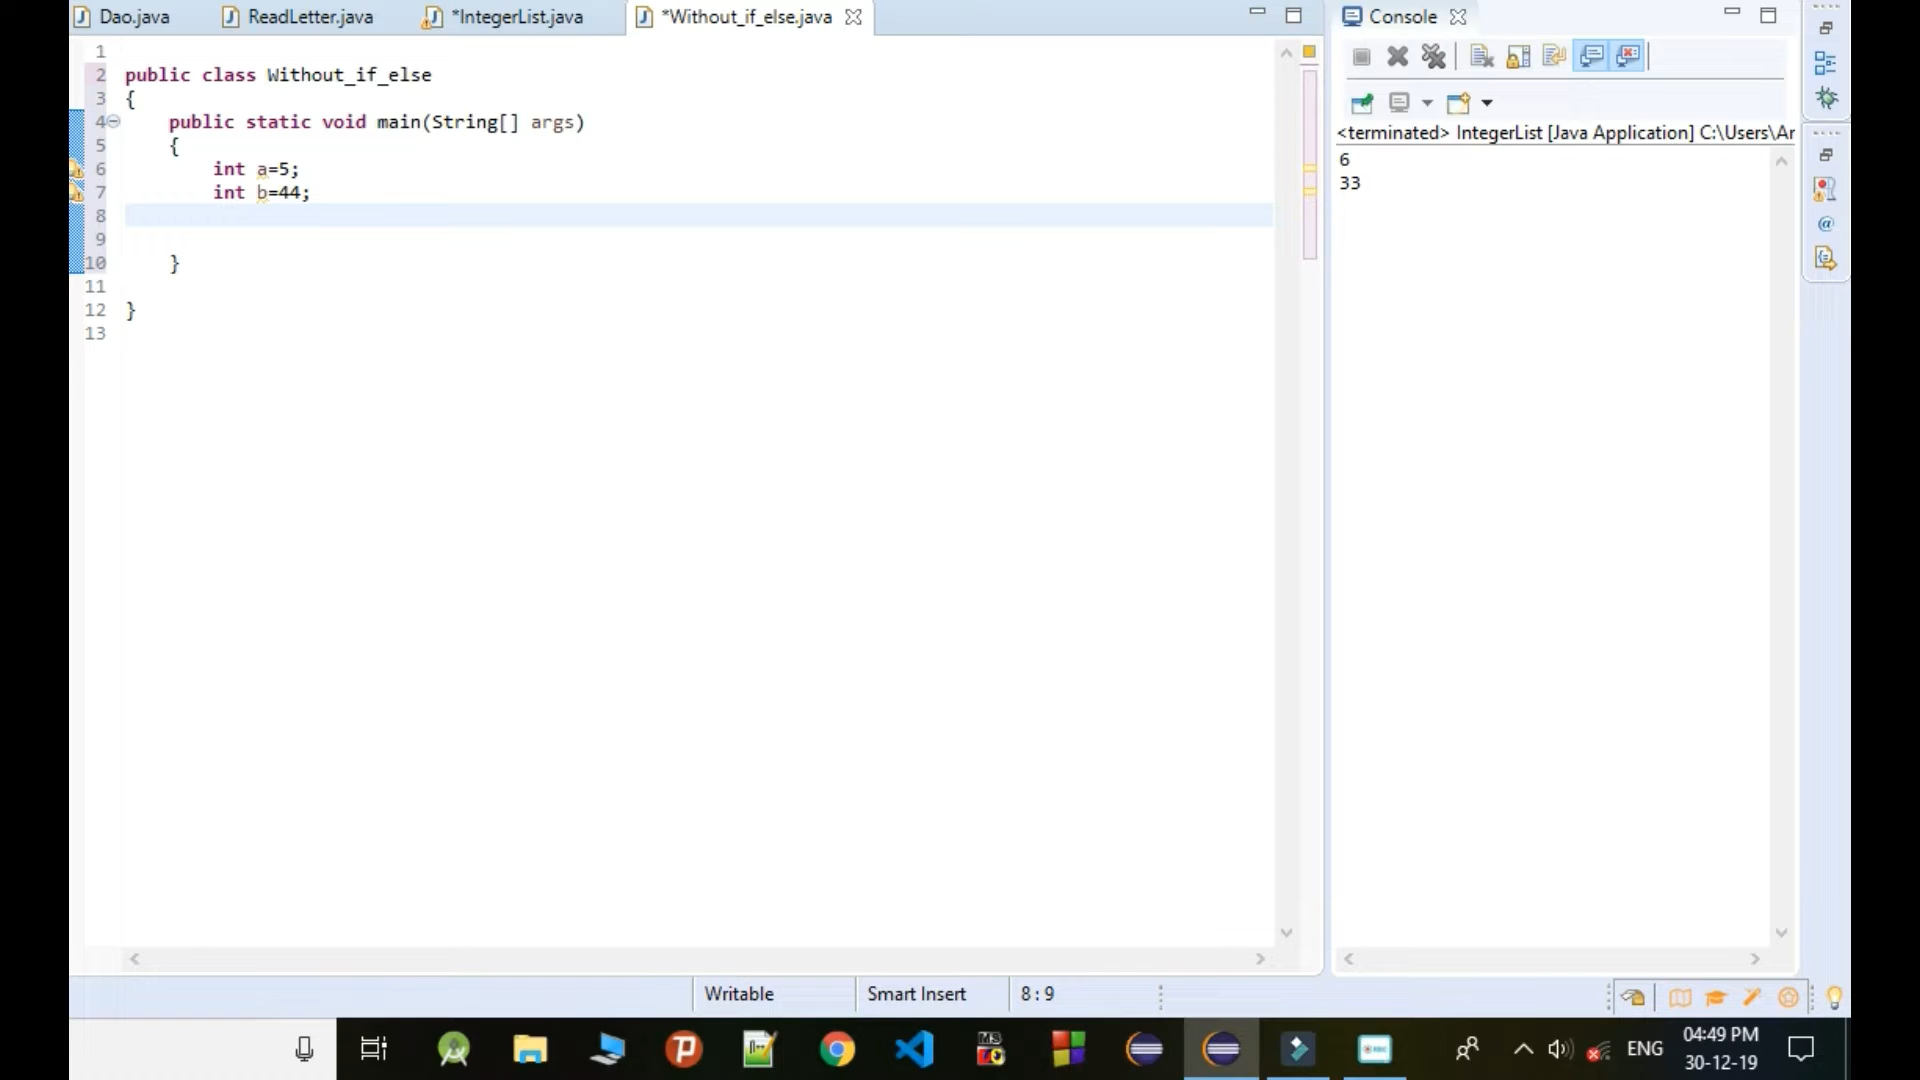 Dao.java ReadLetter.java *IntegerList.java *Without_if_else.java
1
2 public class Without_if_else
3 {
4 public static void main(String[] args)
5 {
6 int a=5;
7 int b=44;
8
9
10 }
11
12 }
13
Console
<terminated> IntegerList [Java Application] C:\Users\Ar
6
33
Writable Smart Insert 8 : 9
ENG 04:49 PM
30-12-19